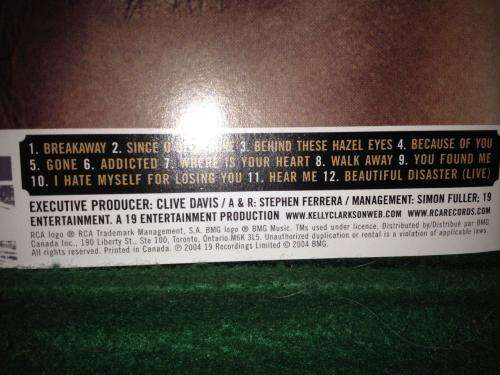 1. BREAKAWAY 2. SINCE U 3. BEHIND THESE HAZEL EYES 4. BECAUSE OF YOU
5. GONE 6. ADDICTED 7. WHERE IS YOUR HEART 8. WALK AWAY 9. YOU FOUND ME
10. I HATE MYSELF FOR LOSING YOU 11. HEAR ME 12. BEAUTIFUL DISASTER (LIVE)
EXECUTIVE PRODUCER: CLIVE DAVIS / A & R: STEPHEN FERRERA / MANAGEMENT: SIMON FULLER; 19
ENTERTAINMENT. A 19 ENTERTAINMENT PRODUCTION WWW.KELLYCLARKSONWEB.COM WWW.RCARECORDS.COM
RCA logo ® RCA Trademark Management, S.A. BMG logo ® BMG Music. TMs used under licence. Distributed by/Distribué par BMG
Canada Inc., 190 Liberty St., Ste 100, Toronto, Ontario M6K 3L5. Unauthorized duplication or rental is a violation of applicable laws.
All rights reserved. Printed in Canada. ℗ 2004 19 Recordings Limited © 2004 BMG.